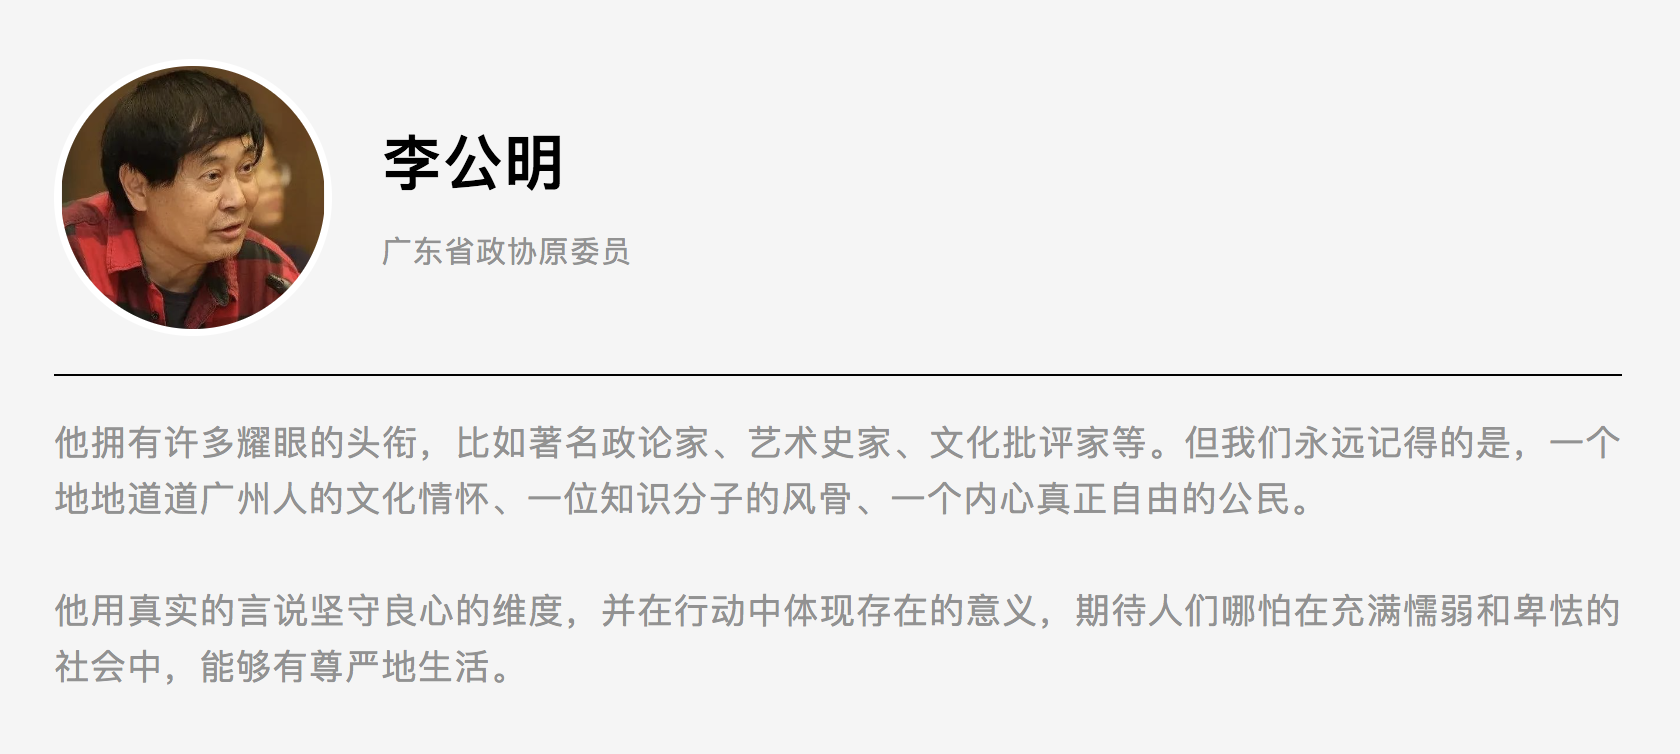 李公明
广东省政协原委员
他拥有许多耀眼的头衔，比如著名政论家、艺术史家、文化批评家等。但我们永远记得的是，一个
地地道道广州人的文化情怀、一位知识分子的风骨、一个内心真正自由的公民。
他用真实的言说坚守良心的维度，并在行动中体现存在的意义，期待人们哪怕在充满懦弱和卑怯的
社会中，能够有尊严地生活。